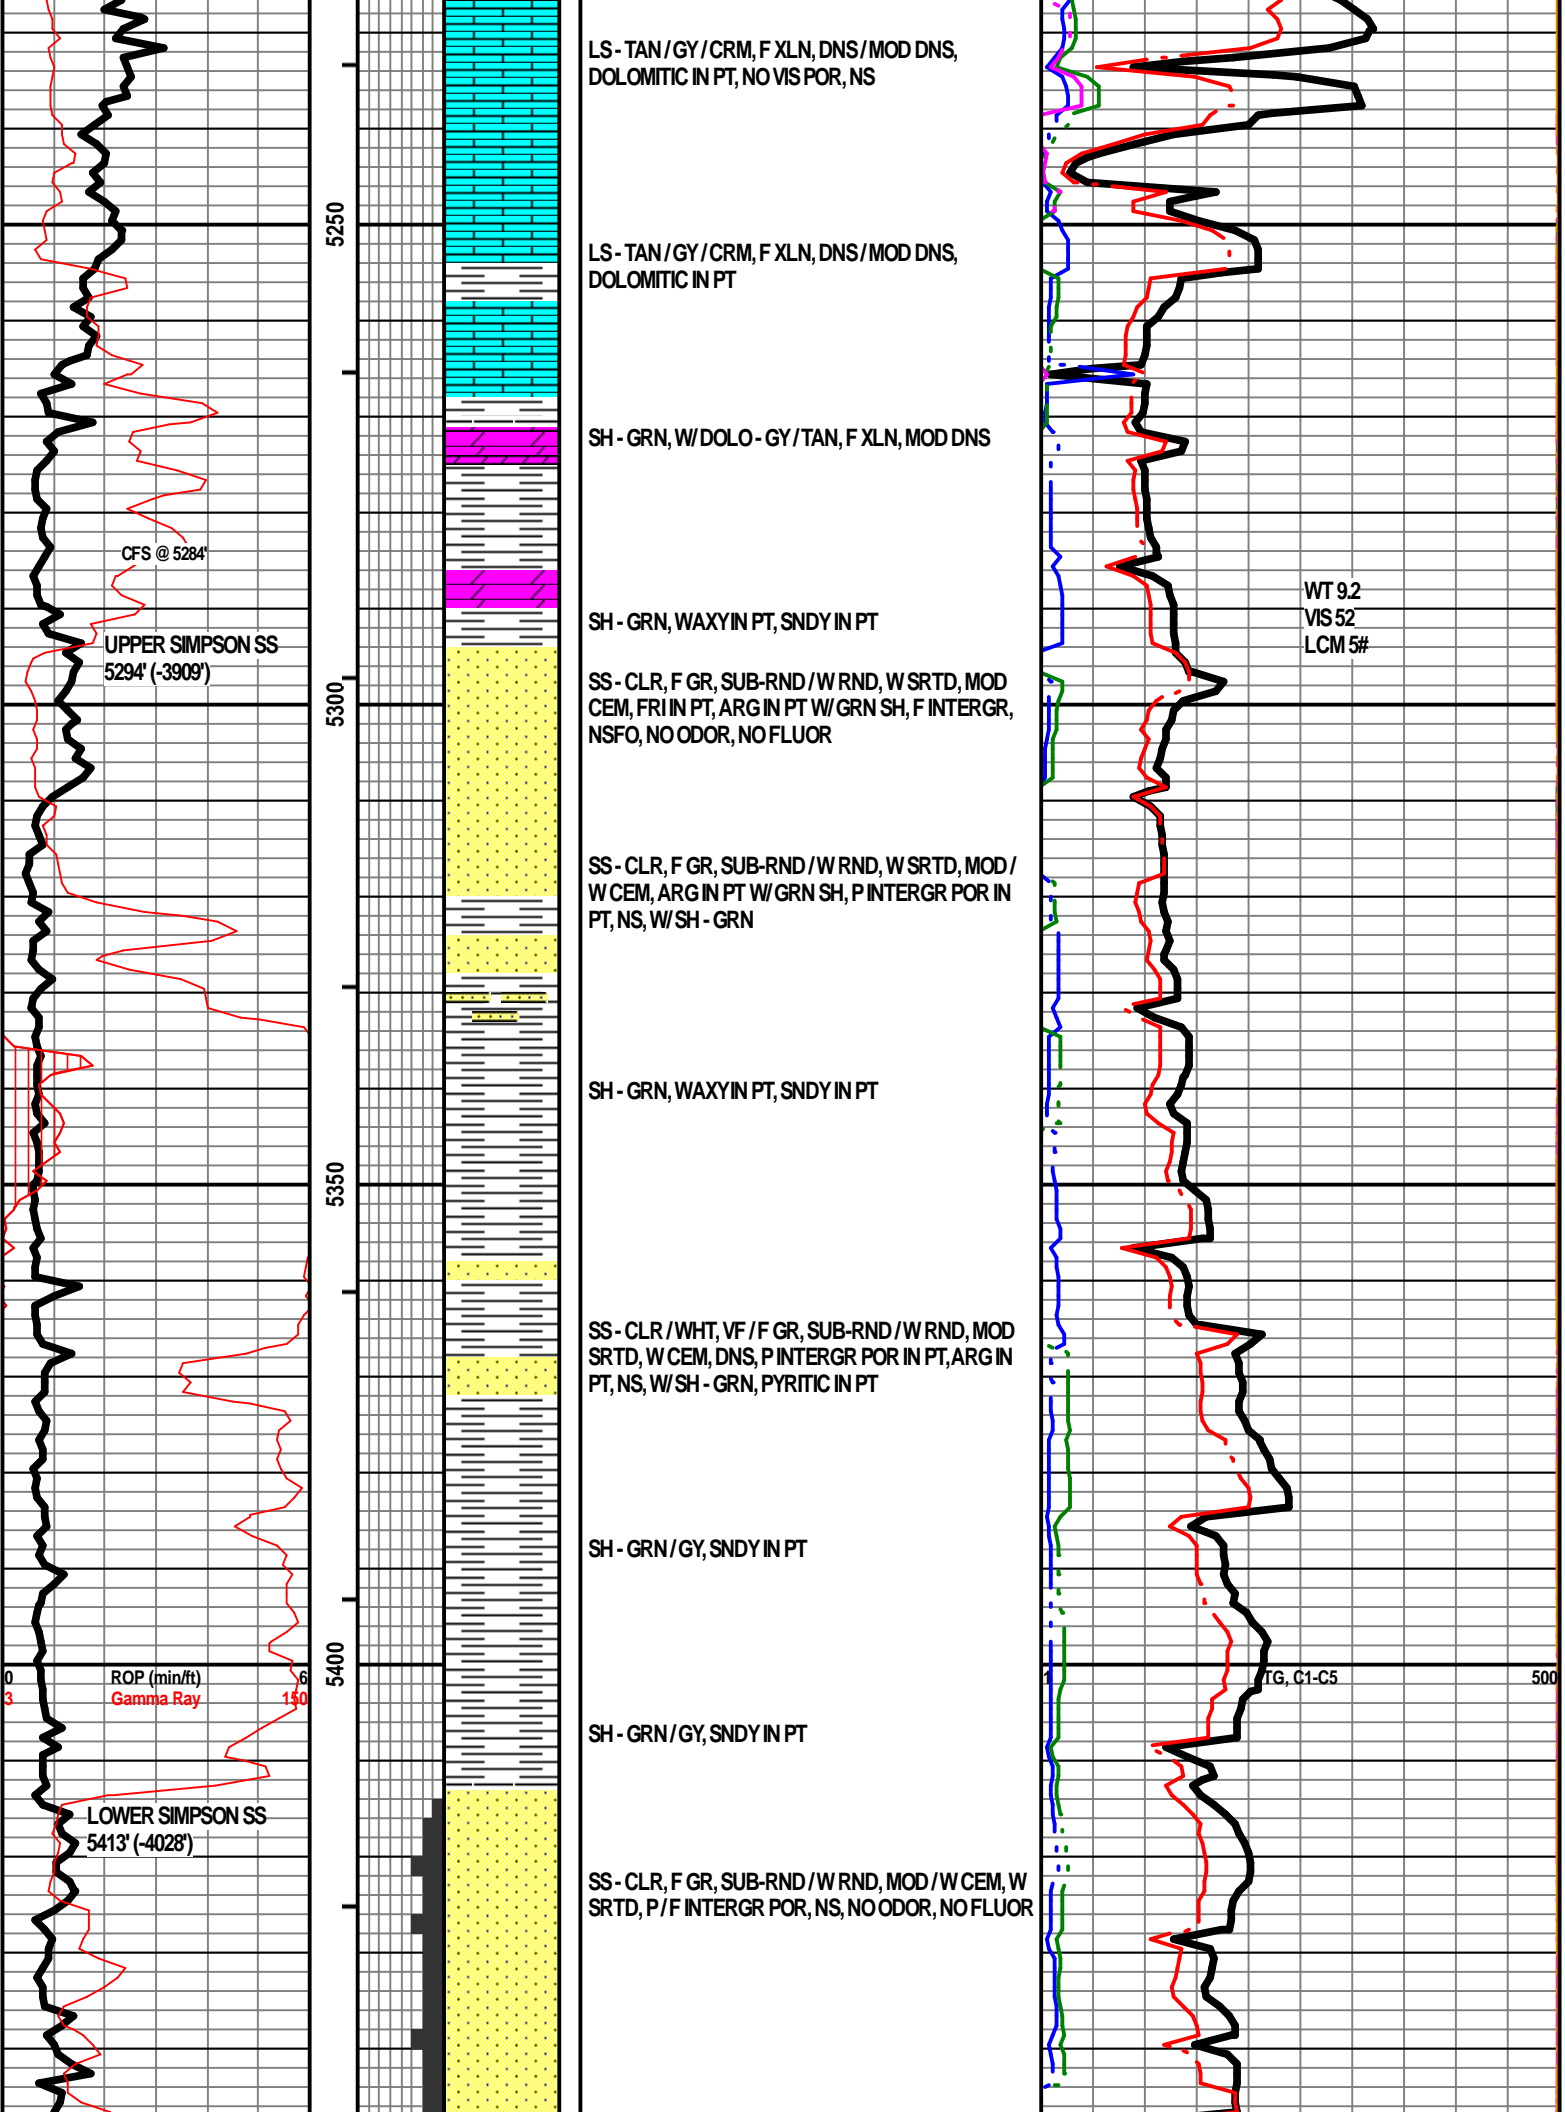 LS - TAN / GY / CRM, F XLN, DNS / MOD DNS,
DOLOMITIC IN PT, NO VIS POR, NS
5250
LS - TAN / GY / CRM, F XLN, DNS / MOD DNS,
DOLOMITIC IN PT
SH - GRN, W/ DOLO - GY / TAN, F XLN, MOD DNS
CFS @ 5284'
WT 9.2
VIS 52
LCM 5#
SH - GRN, WAXY IN PT, SNDY IN PT
UPPER SIMPSON SS
5294' (-3909')
5300
SS - CLR, F GR, SUB-RND / W RND, W SRTD, MOD
CEM, FRI IN PT, ARG IN PT W/ GRN SH, F INTERGR,
NSFO, NO ODOR, NO FLUOR
SS - CLR, F GR, SUB-RND / W RND, W SRTD, MOD /
W CEM, ARG IN PT W/ GRN SH, P INTERGR POR IN
PT, NS, W/ SH - GRN
SH - GRN, WAXY IN PT, SNDY IN PT
5350
SS - CLR / WHT, VF / F GR, SUB-RND / W RND, MOD
SRTD, W CEM, DNS, P INTERGR POR IN PT, ARG IN
PT, NS, W/ SH - GRN, PYRITIC IN PT
SH - GRN / GY, SNDY IN PT
5400
0 ROP (min/ft) 6
3 Gamma Ray 150
1 TG, C1-C5 500
SH - GRN / GY, SNDY IN PT
LOWER SIMPSON SS
5413' (-4028')
SS - CLR, F GR, SUB-RND / W RND, MOD / W CEM, W
SRTD, P / F INTERGR POR, NS, NO ODOR, NO FLUOR